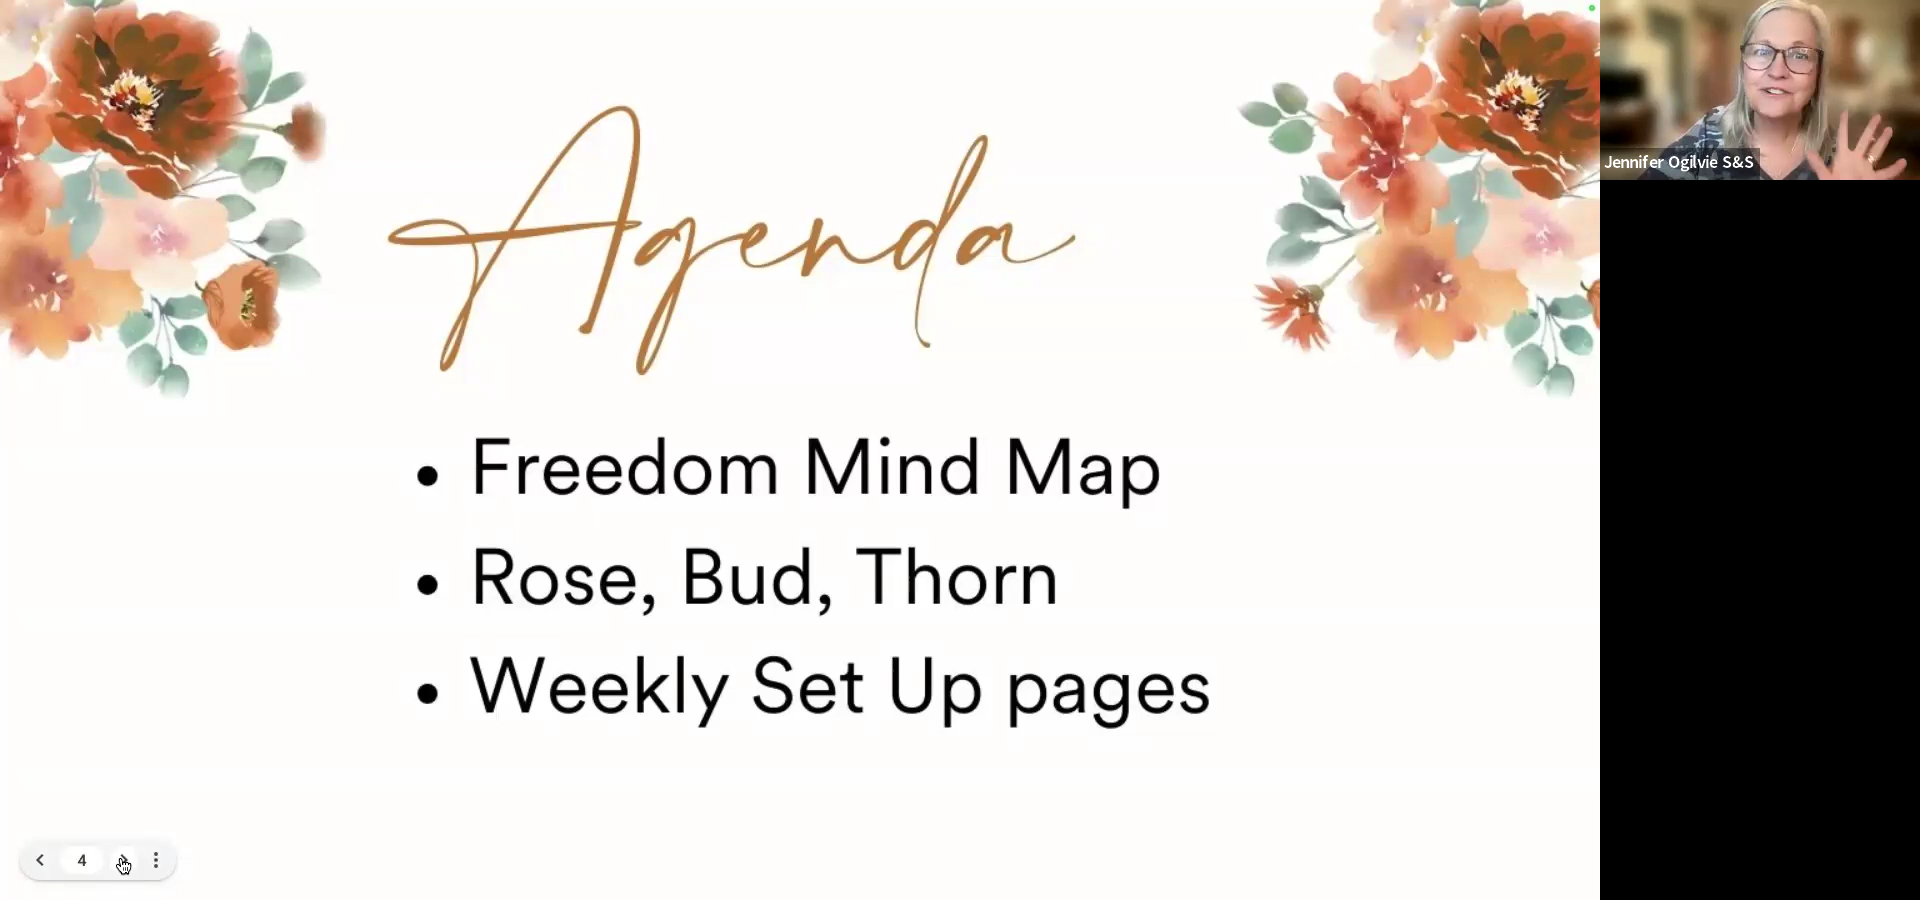 Agenda
Jennifer Ogilvie S&S
• Freedom Mind Map
• Rose, Bud, Thorn
• Weekly Set Up pages
4